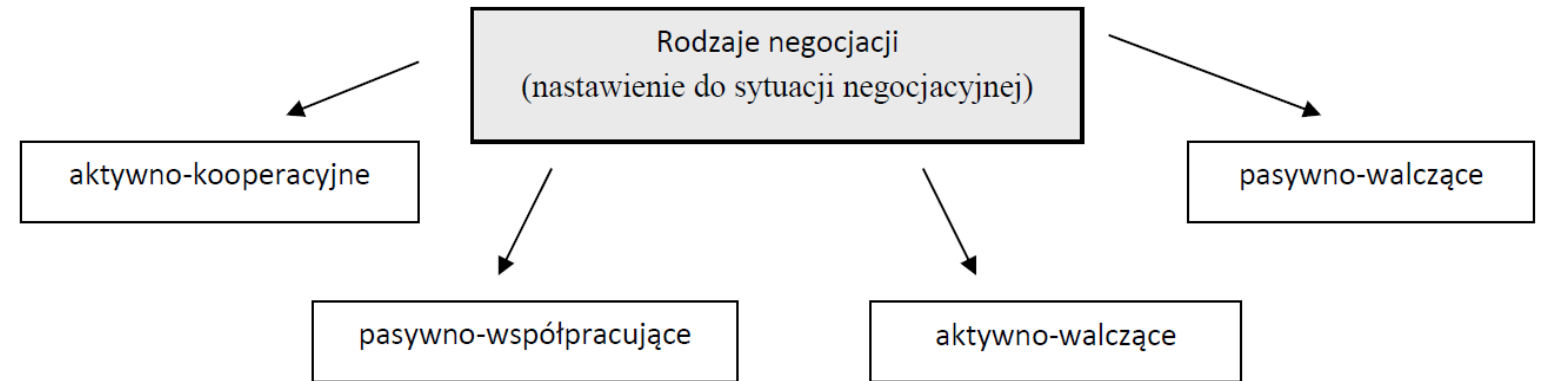 Rodzaje negocjacji
(nastawienie do sytuacji negocjacyjnej)
aktywno-kooperacyjne
pasywno-walczące
pasywno-współpracujące
aktywno-walczące